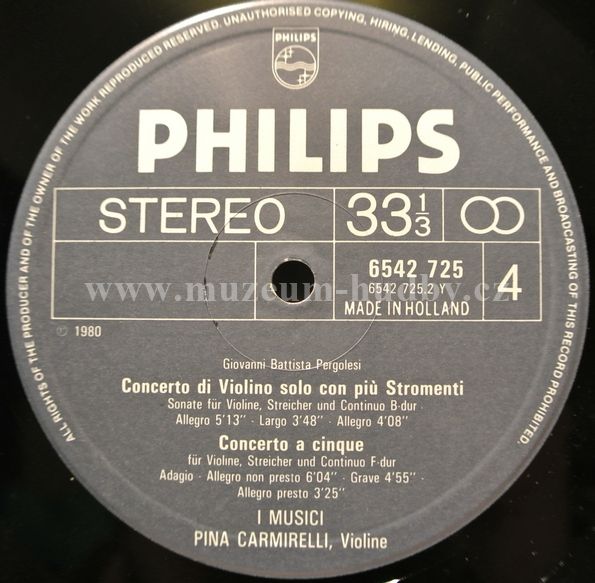 ALL RIGHTS OF THE PRODUCER AND OF THE OWNER OF THE WORK REPRODUCED RESERVED. UNAUTHORISED COPYING, HIRING, LENDING, PUBLIC PERFORMANCE AND BROADCASTING OF THIS RECORD PROHIBITED.
PHILIPS
PHILIPS
STEREO 33 1/3
6542 725
6542 725.2 Y
MADE IN HOLLAND
4
www.muzeum-hudby.cz
℗ 1980
Giovanni Battista Pergolesi
Concerto di Violino solo con più Stromenti
Sonate für Violine, Streicher und Continuo B-dur
Allegro 5'13" · Largo 3'48" · Allegro 4'08"
Concerto a cinque
für Violine, Streicher und Continuo F-dur
Adagio · Allegro non presto 6'04" · Grave 4'55" ·
Allegro presto 3'25"
I MUSICI
PINA CARMIRELLI, Violine